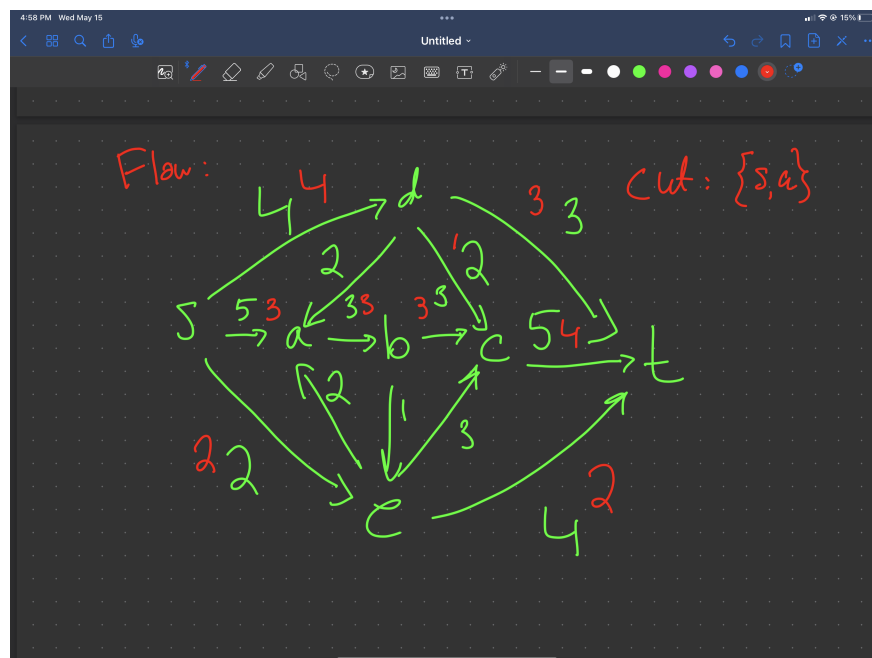 4:58 PM Wed May 15
15%
Untitled
T
Flow:
4 4
d
3 3
Cut: {s,a}
2
1 2
s
5 3
a
3 3
b
3 3
c
5 4
t
2
1
3
2 2
e
4 2